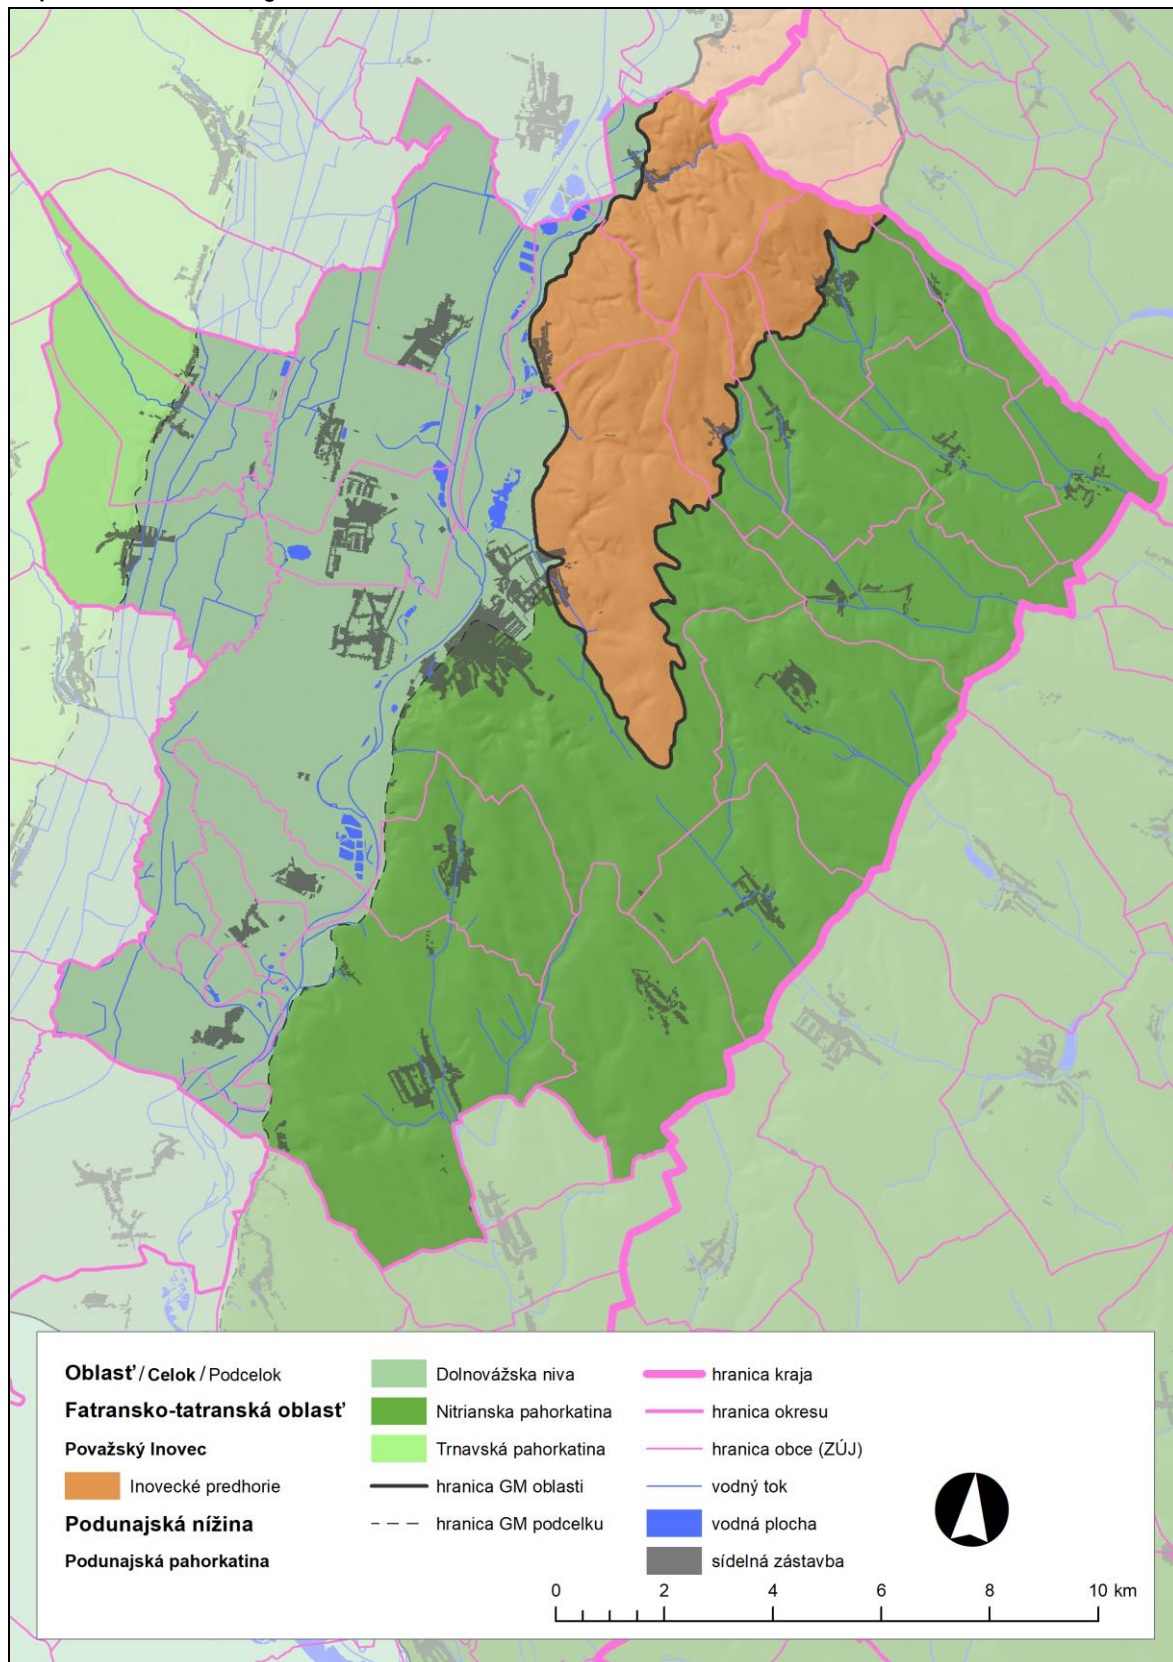 Oblasť / Celok / Podcelok
Fatransko-tatranská oblasť
Považský Inovec
Inovecké predhorie
Podunajská nížina
Podunajská pahorkatina
Dolnovážska niva
Nitrianska pahorkatina
Trnavská pahorkatina
hranica GM oblasti
hranica GM podcelku
hranica kraja
hranica okresu
hranica obce (ZÚJ)
vodný tok
vodná plocha
sídelná zástavba
0 2 4 6 8 10 km